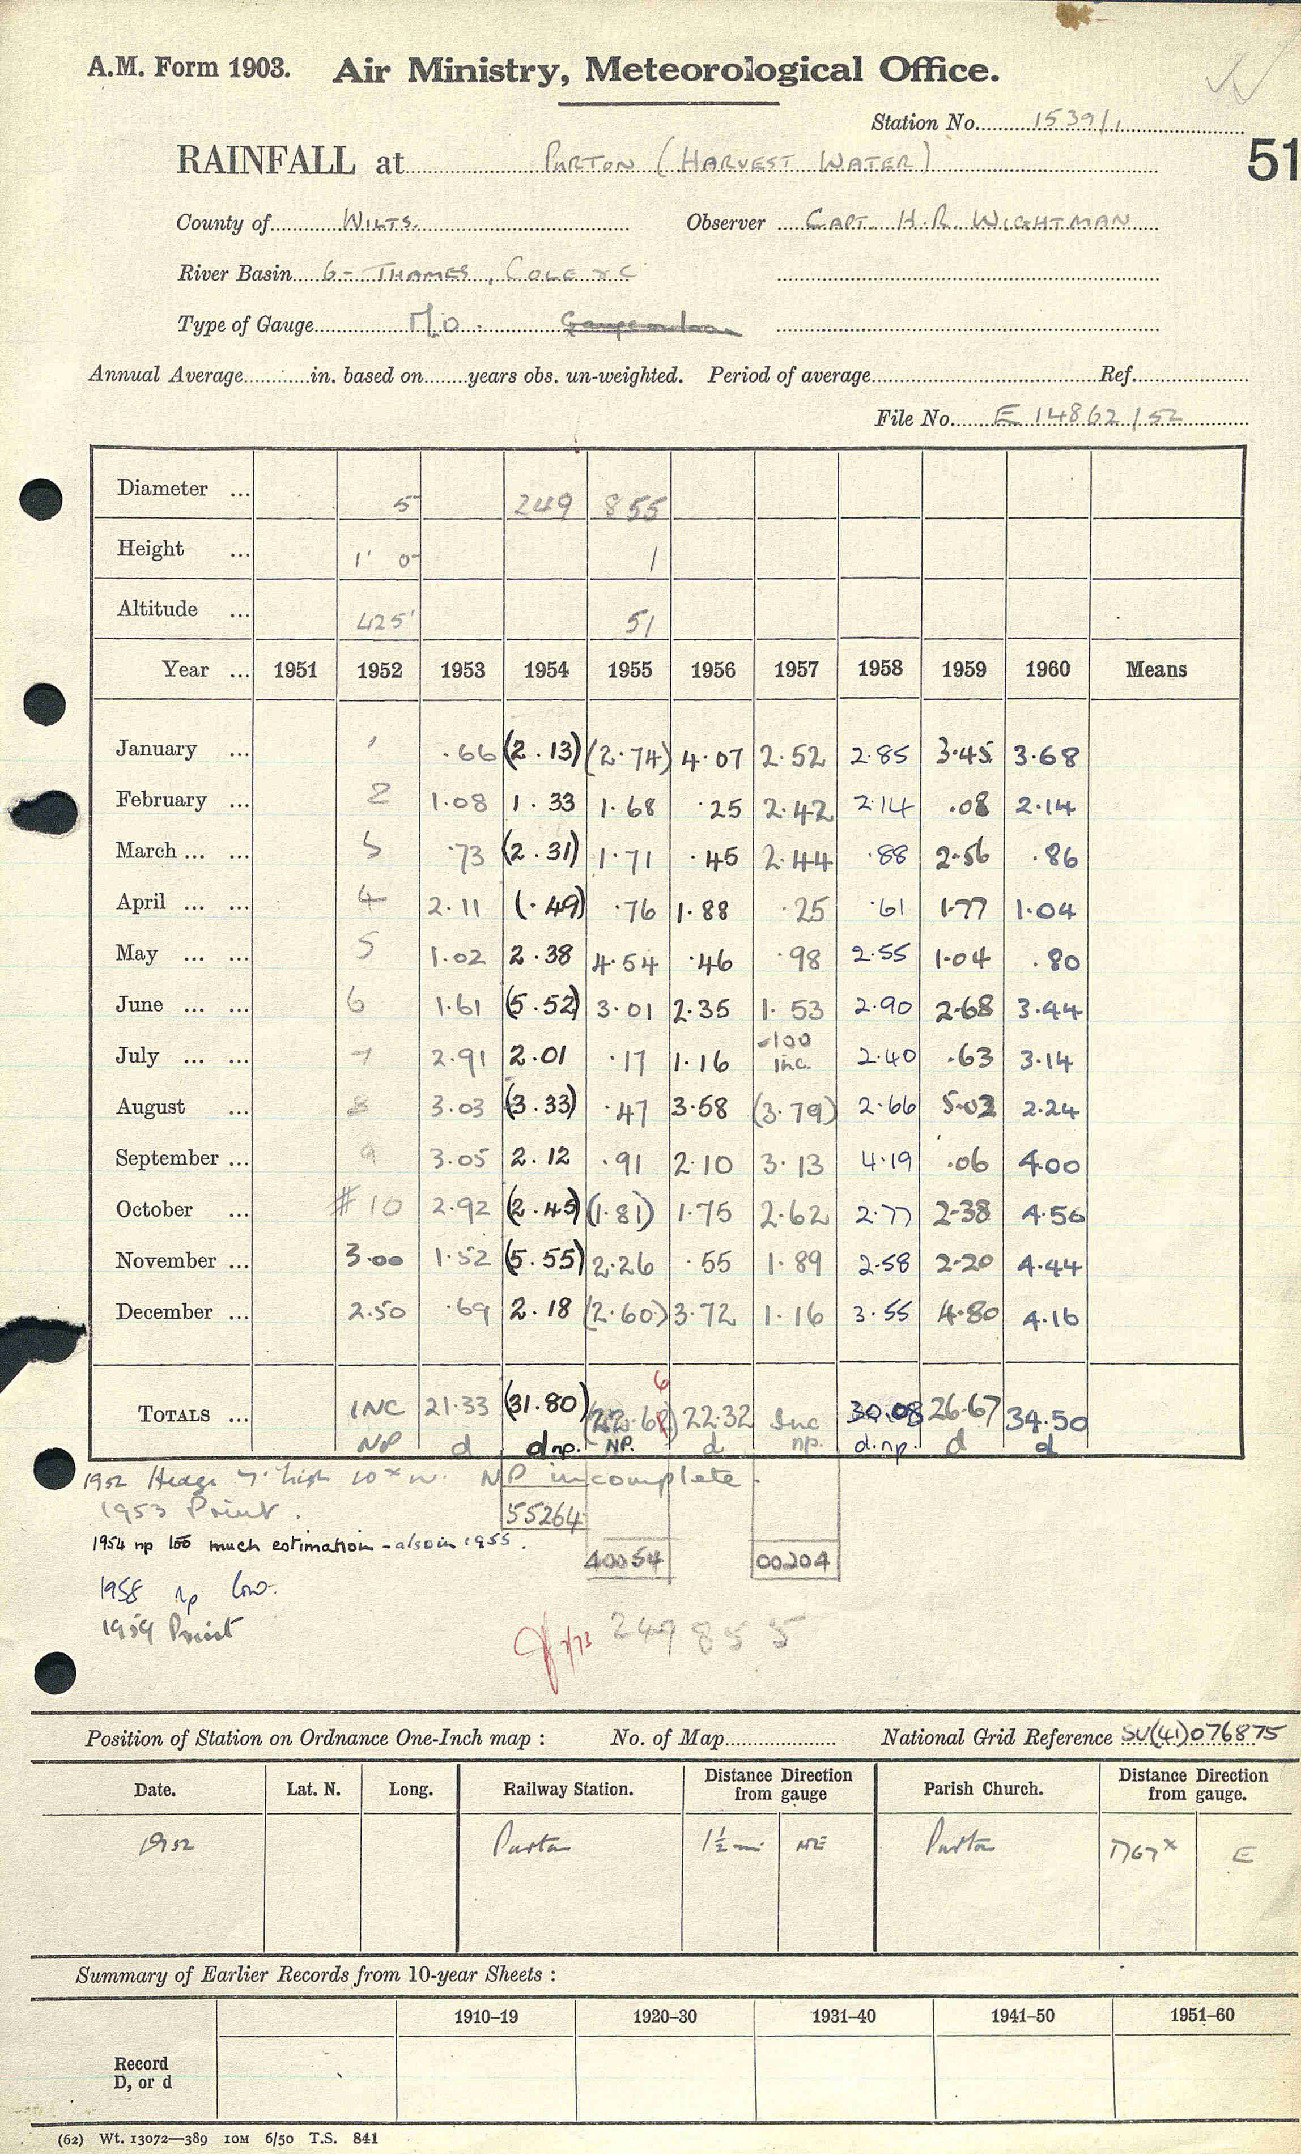 A.M. Form 1903. Air Ministry, Meteorological Office.
Station No. 1539/1
RAINFALL at PURTON (HARVEST WATER)
51
County of WILTS. Observer CAPT. H.R. WIGHTMAN
River Basin 6 - THAMES, COLE & C
Type of Gauge M.O.
Annual Average in. based on years obs. un-weighted. Period of average Ref.
File No. E 14862/52
Diameter ... 5 249 855
Height ... 1' 0" 1
Altitude ... 425' 51
Year ... 1951 1952 1953 1954 1955 1956 1957 1958 1959 1960 Means
January ... 1 .66 (2.13) (2.74) 4.07 2.52 2.85 3.45 3.68
February ... 2 1.08 1.33 1.68 .25 2.42 2.14 .08 2.14
March ... ... 3 .73 (2.31) 1.71 .45 2.44 .88 2.56 .86
April ... ... 4 2.11 (.49) .76 1.88 .25 .61 1.77 1.04
May ... ... 5 1.02 2.38 4.54 .46 .98 2.55 1.04 .80
June ... ... 6 1.61 (5.52) 3.01 2.35 1.53 2.90 2.68 3.44
July ... ... 7 2.91 2.01 .17 1.16 -100 inc. 2.40 .63 3.14
August ... 8 3.03 (3.33) .47 3.58 (3.79) 2.66 5.03 2.24
September ... 9 3.05 2.12 .91 2.10 3.13 4.19 .06 4.00
October ... # 10 2.92 (2.45) (1.81) 1.75 2.62 2.77 2.38 4.56
November ... 3.00 1.52 (5.55) 2.26 .55 1.89 2.58 2.20 4.44
December ... 2.50 .69 2.18 (2.60) 3.72 1.16 3.55 4.80 4.16
6
TOTALS ... INC 21.33 (31.80) (22.62) 22.32 Inc 30.08 26.67 34.50
NP d d np. NP. d np. d.np. d d
1952 Hedge 7' high 10x W. NP incomplete.
1953 Print.
55264
1954 np too much estimation - also in 1955.
40054 00204
1958 np low.
1959 Print
7/73 249855
Position of Station on Ordnance One-Inch map : No. of Map National Grid Reference SU(41)076875
Date. Lat. N. Long. Railway Station. Distance Direction from gauge Parish Church. Distance Direction from gauge.
1952 Purton 1½ mi NE Purton 1767x E
Summary of Earlier Records from 10-year Sheets :
1910–19 1920–30 1931–40 1941–50 1951–60
Record
D, or d
(62) Wt. 13072—389 10M 6/50 T.S. 841